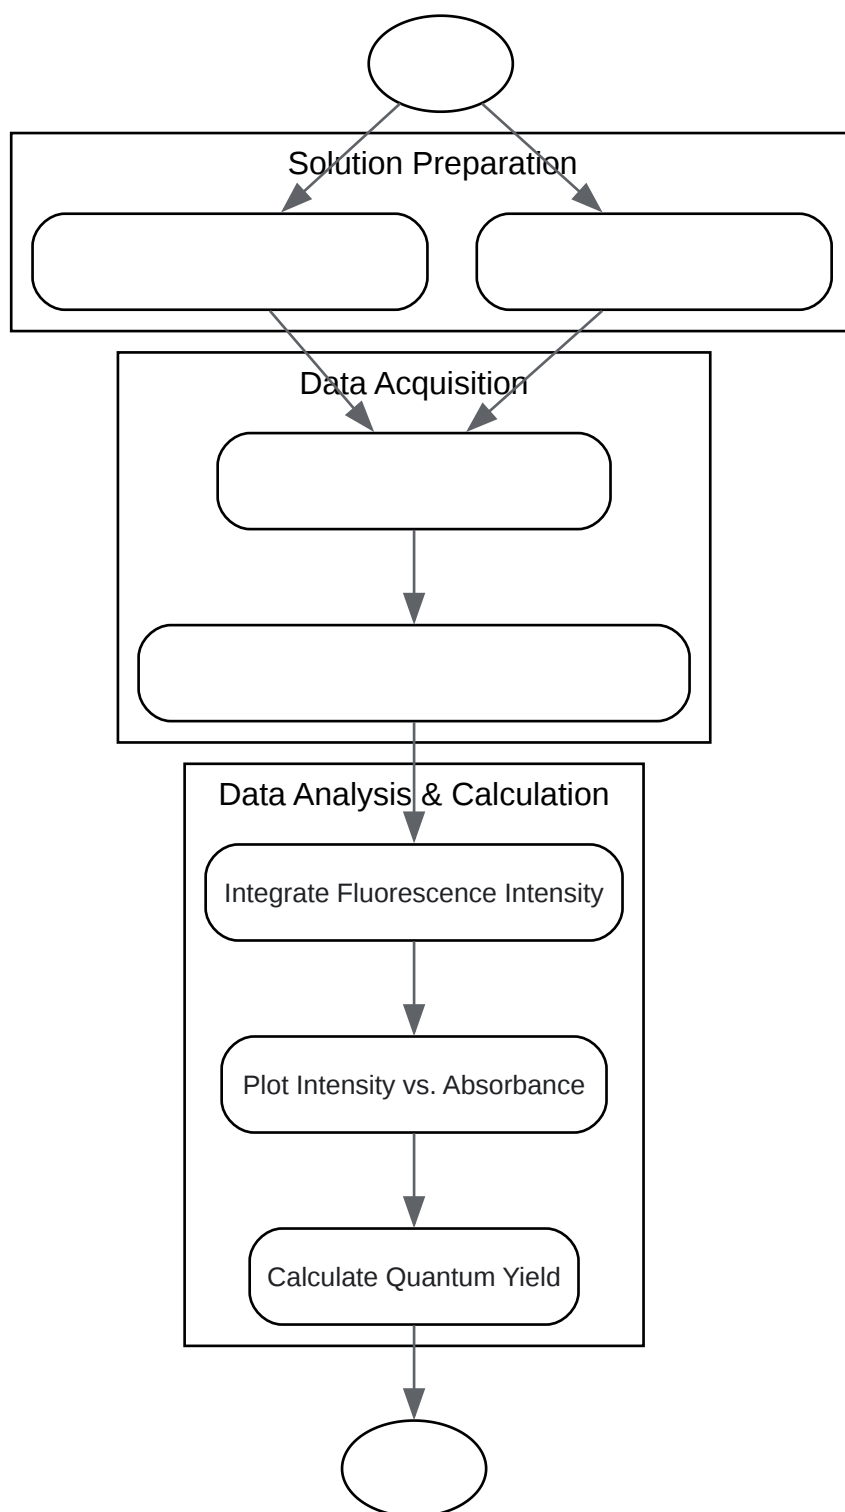 Solution Preparation
Data Acquisition
Data Analysis & Calculation
Integrate Fluorescence Intensity
Plot Intensity vs. Absorbance
Calculate Quantum Yield